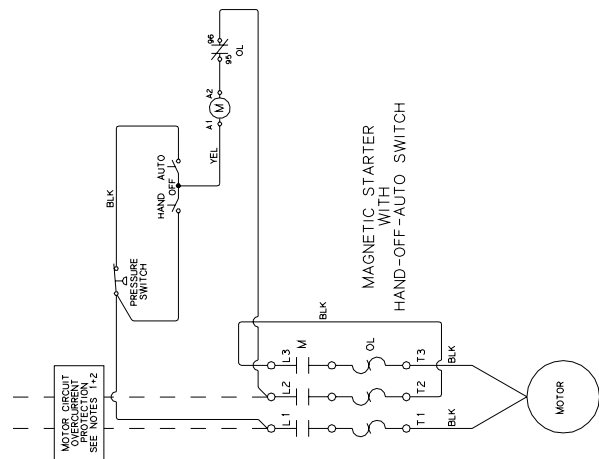 96
95
OL
A2
M
A1
YEL
BLK
AUTO
OFF
HAND
PRESSURE
SWITCH
MAGNETIC STARTER
WITH
HAND-OFF-AUTO SWITCH
MOTOR CIRCUIT
OVERCURRENT
PROTECTION
SEE NOTES 1+2
BLK
L3
M
OL
T3
BLK
L2
T2
L1
T1
BLK
MOTOR